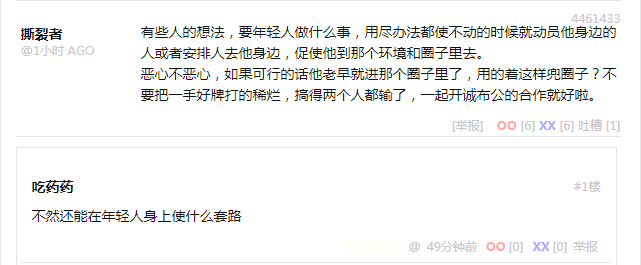 4461433
撕裂者
@1小时 AGO
有些人的想法，要年轻人做什么事，用尽办法都使不动的时候就动员他身边的
人或者安排人去他身边，促使他到那个环境和圈子里去。
恶心不恶心，如果可行的话他老早就进那个圈子里了，用的着这样兜圈子？不
要把一手好牌打的稀烂，搞得两个人都输了，一起开诚布公的合作就好啦。
[举报] OO [6] XX [6] 吐槽 [1]
吃药药 #1楼
不然还能在年轻人身上使什么套路
@ 49分钟前 OO [0] XX [0] 举报